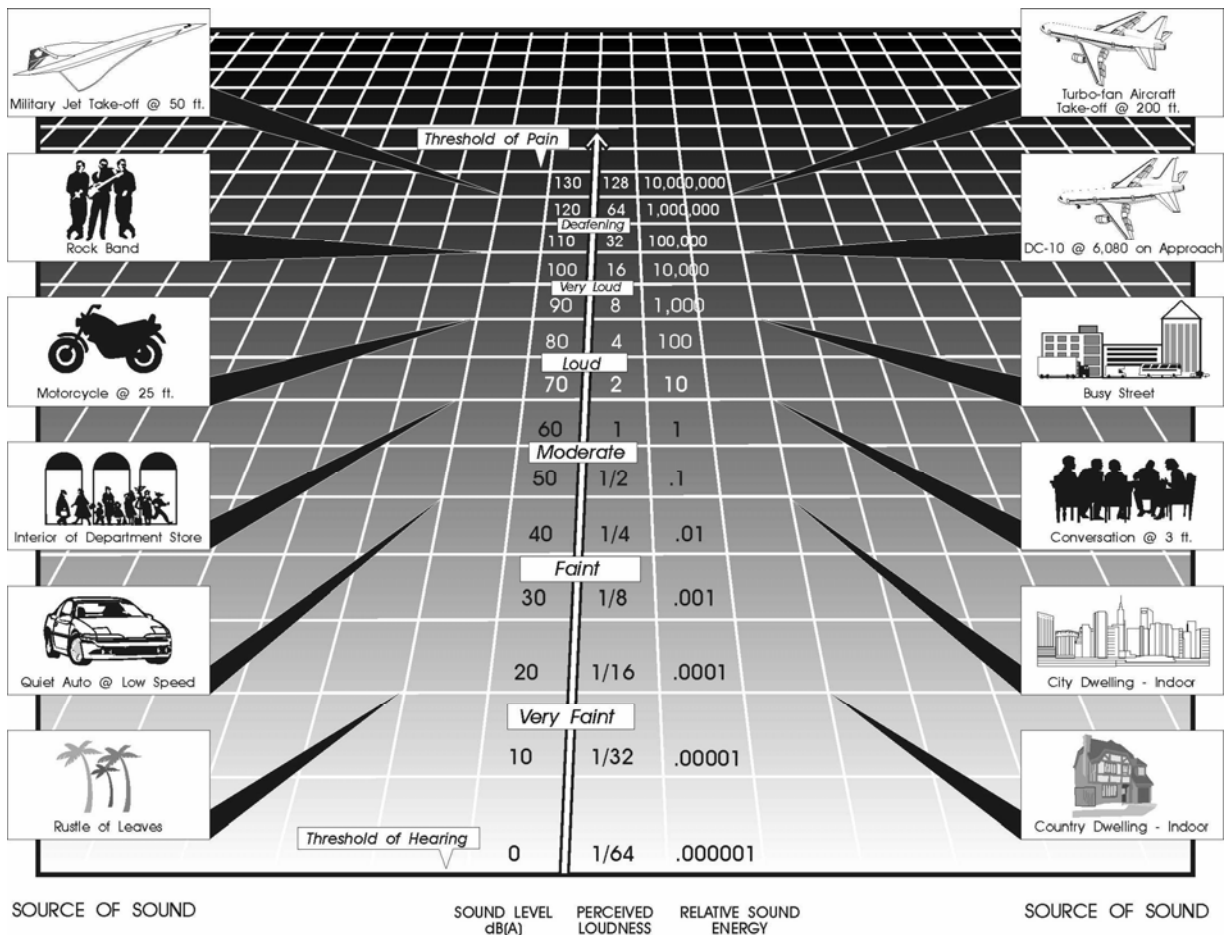 Military Jet Take-off @ 50 ft.
Turbo-fan Aircraft
Take-off @ 200 ft.
Threshold of Pain
130 128 10,000,000
120 64 1,000,000
Deafening
Rock Band
110 32 100,000
DC-10 @ 6,080 on Approach
100 16 10,000
Very Loud
90 8 1,000
80 4 100
Loud
70 2 10
Motorcycle @ 25 ft.
Busy Street
60 1 1
Moderate
50 1/2 .1
40 1/4 .01
Interior of Department Store
Conversation @ 3 ft.
Faint
30 1/8 .001
20 1/16 .0001
Quiet Auto @ Low Speed
City Dwelling - Indoor
Very Faint
10 1/32 .00001
Rustle of Leaves
Country Dwelling - Indoor
Threshold of Hearing
0 1/64 .000001
SOURCE OF SOUND
SOUND LEVEL
dB(A)
PERCEIVED
LOUDNESS
RELATIVE SOUND
ENERGY
SOURCE OF SOUND